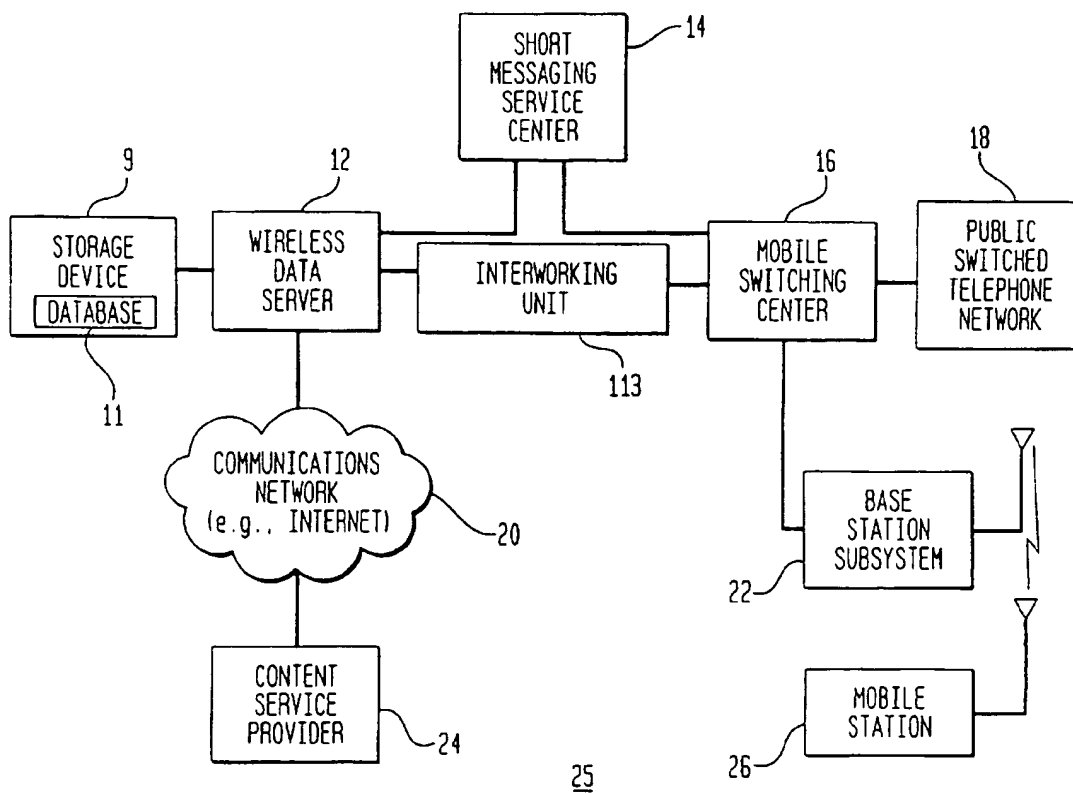 14
SHORT
MESSAGING
SERVICE
CENTER
9
12
16
18
STORAGE
DEVICE
DATABASE
11
WIRELESS
DATA
SERVER
INTERWORKING
UNIT
113
MOBILE
SWITCHING
CENTER
PUBLIC
SWITCHED
TELEPHONE
NETWORK
COMMUNICATIONS
NETWORK
(e.g., INTERNET)
20
BASE
STATION
SUBSYSTEM
22
CONTENT
SERVICE
PROVIDER
24
MOBILE
STATION
26
25